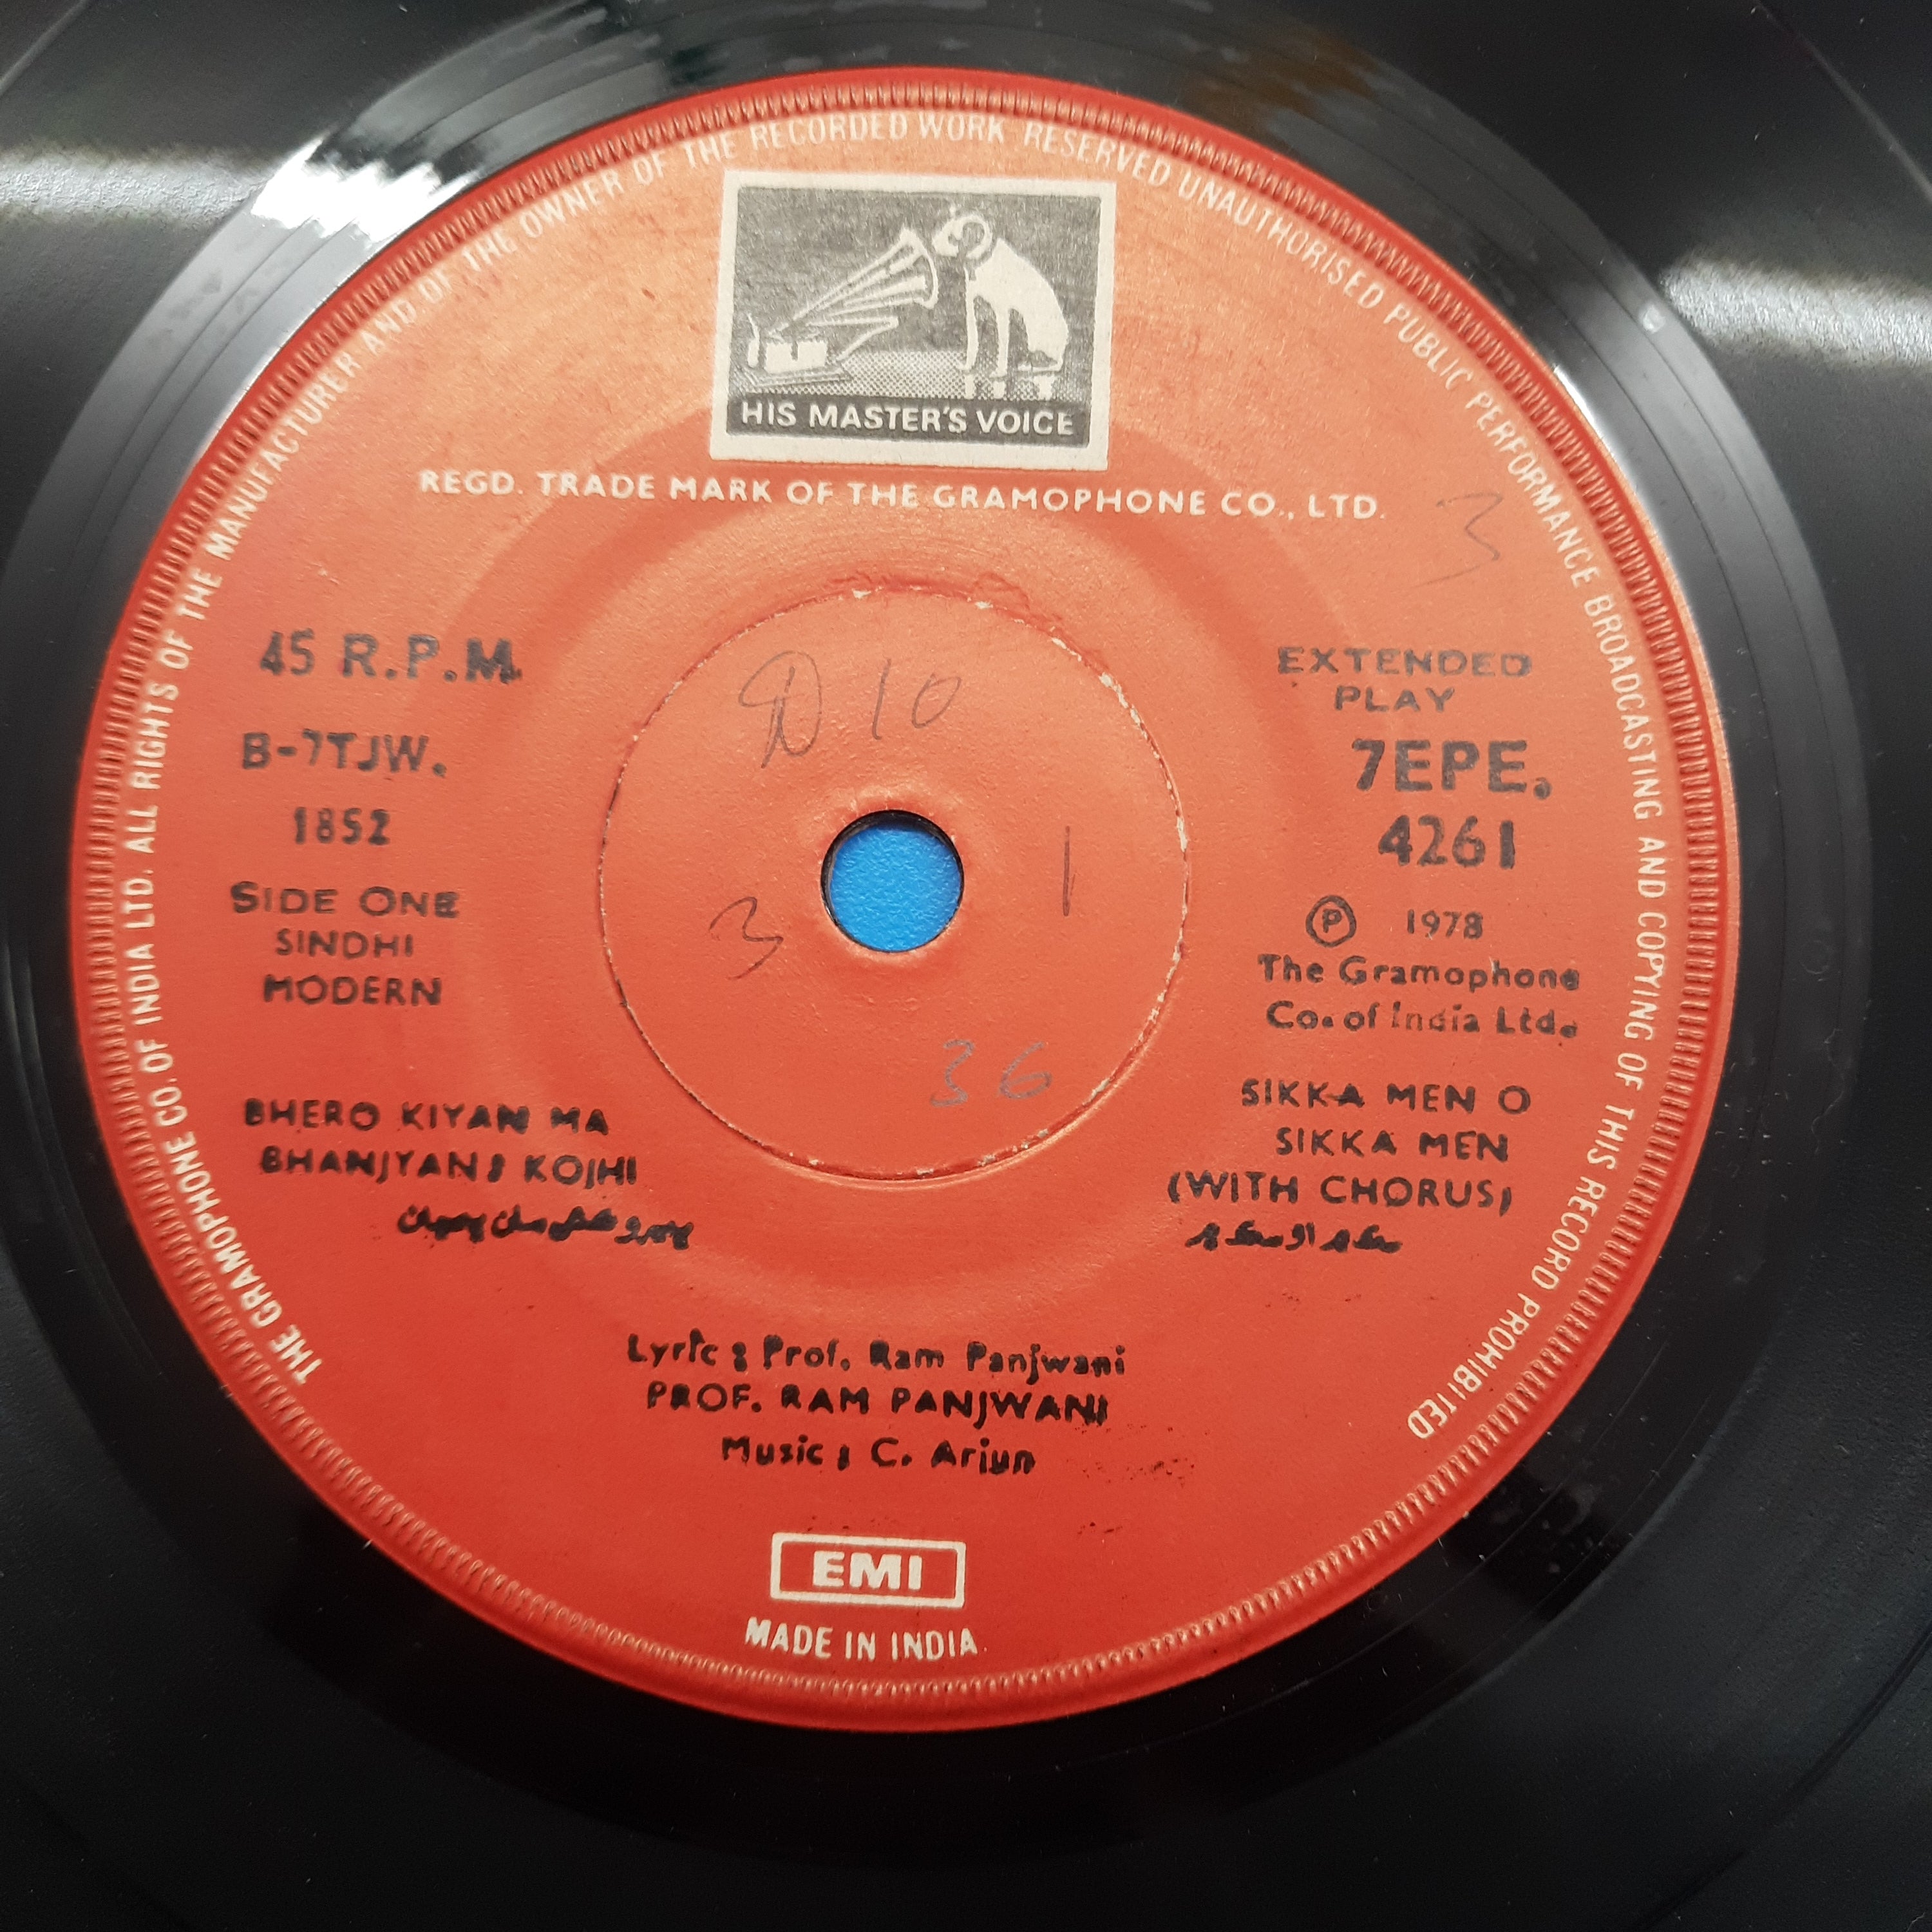 THE GRAMOPHONE CO. OF INDIA LTD. ALL RIGHTS OF THE MANUFACTURER AND OF THE OWNER OF THE RECORDED WORK RESERVED UNAUTHORISED PUBLIC PERFORMANCE BROADCASTING AND COPYING OF THIS RECORD PROHIBITED
HIS MASTER'S VOICE
REGD. TRADE MARK OF THE GRAMOPHONE CO., LTD.
3
45 R.P.M.
B-7TJW.
1852
SIDE ONE
SINDHI
MODERN
D 10
3
1
36
EXTENDED
PLAY
7EPE.
4261
℗ 1978
The Gramophone
Co. of India Ltd.
BHERO KIYAN MA
BHANJYAN : KOJHI
SIKKA MEN O
SIKKA MEN
(WITH CHORUS)
Lyric : Prof. Ram Panjwani
PROF. RAM PANJWANI
Music : C. Arjun
EMI
MADE IN INDIA